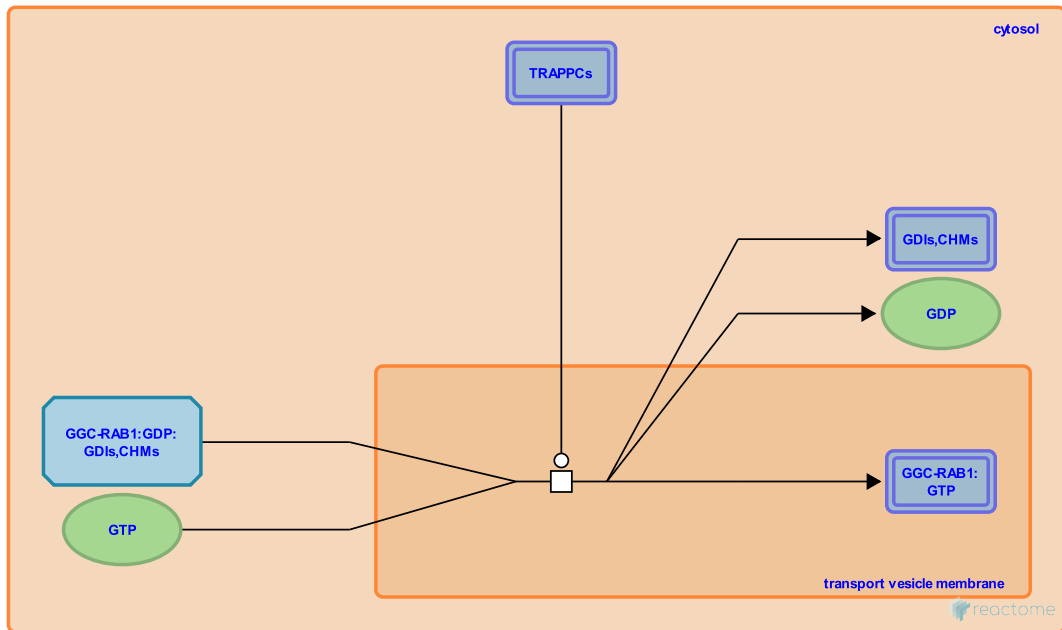 cytosol
TRAPPCs
GDIs,CHMs
GDP
GGC-RAB1:GDP:
GDIs,CHMs
GGC-RAB1:
GTP
GTP
transport vesicle membrane
reactome